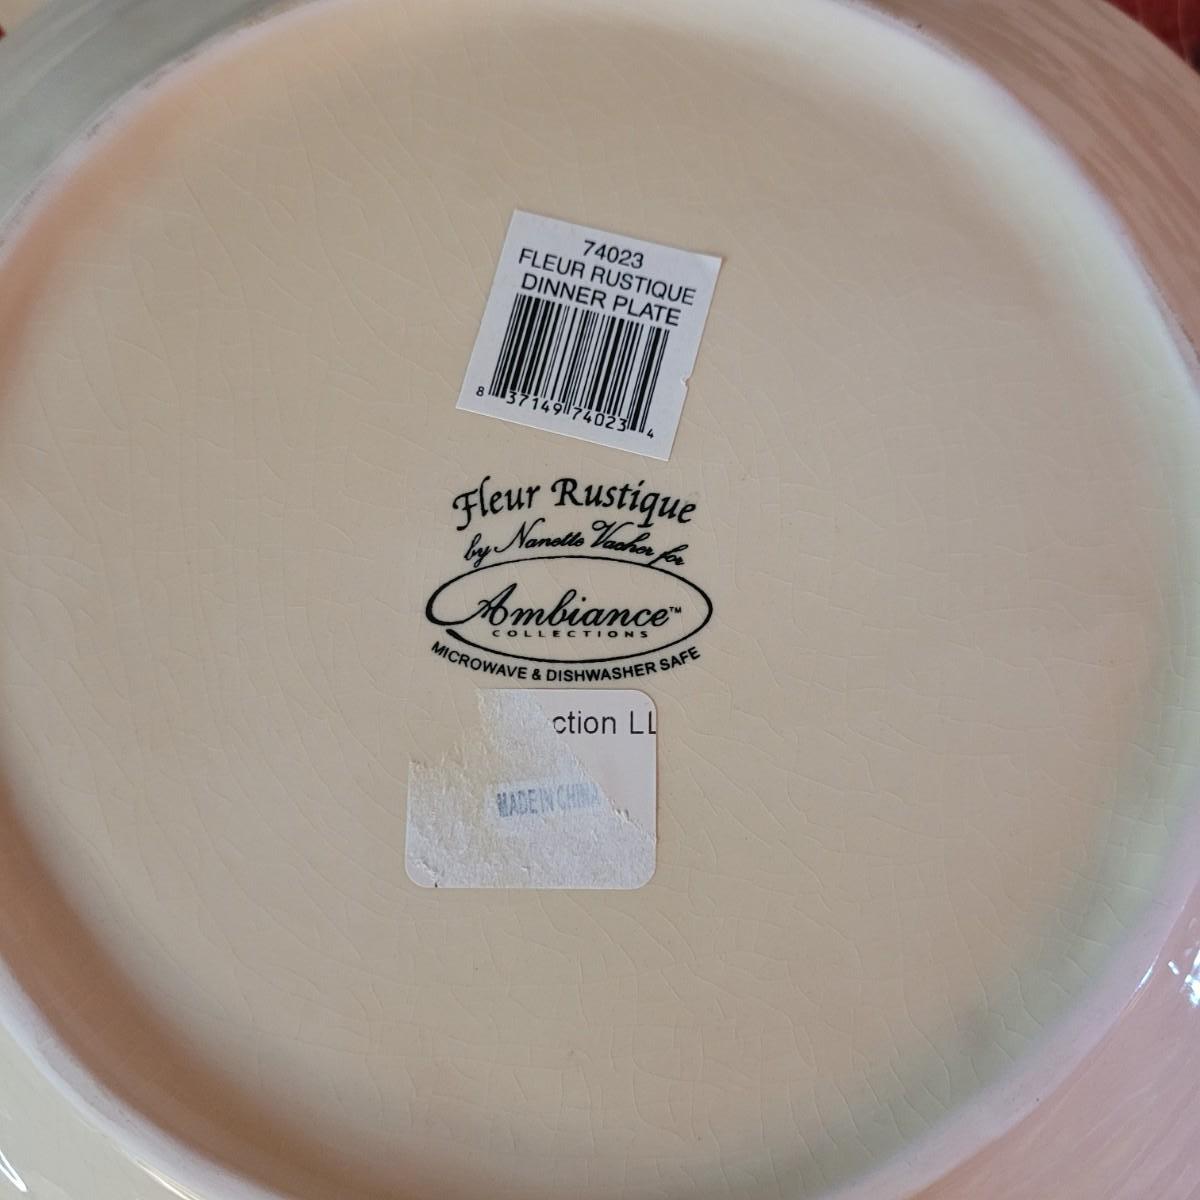 74023
FLEUR RUSTIQUE
DINNER PLATE
8 37149 74023 4
Fleur Rustique
by Nanette Vacher for
Ambiance™
COLLECTIONS
MICROWAVE & DISHWASHER SAFE
ction LL
MADE IN CHINA